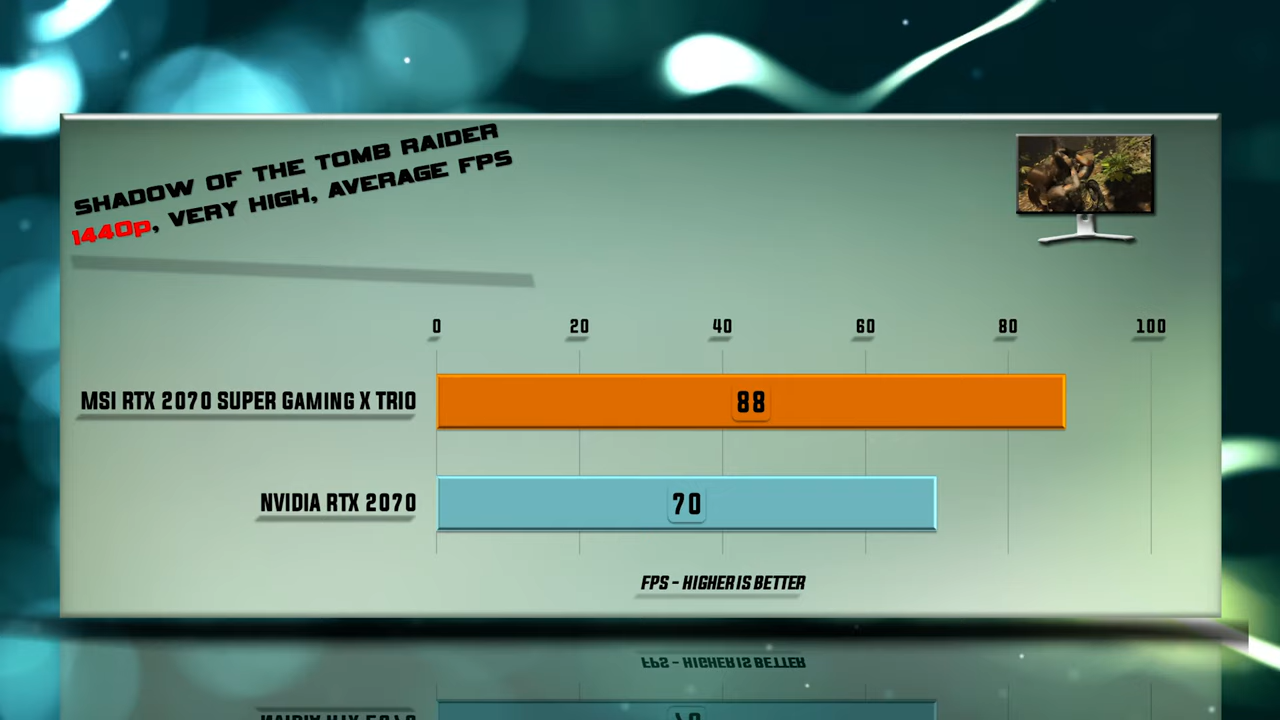 SHADOW OF THE TOMB RAIDER
1440p, VERY HIGH, AVERAGE FPS
0 20 40 60 80 100
MSI RTX 2070 SUPER GAMING X TRIO
88
NVIDIA RTX 2070
70
FPS - HIGHER IS BETTER